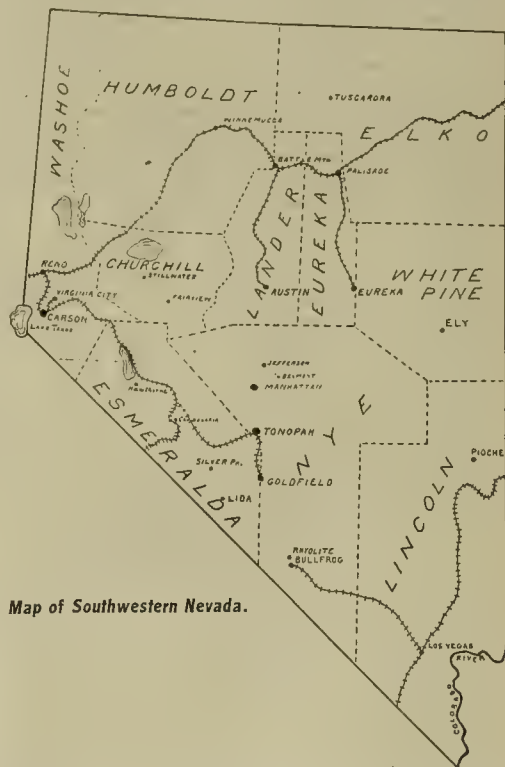 WASHOE
HUMBOLDT
TUSCARORA
WINNEMUCCA
ELKO
BATTLE MTN.
PALISADE
LANDER
EUREKA
RENO
CHURCHILL
STILLWATER
VIRGINIA CITY
FAIRVIEW
AUSTIN
EUREKA
WHITE
PINE
CARSON
LAKE TAHOE
ELY
JEFFERSON
BELMONT
MANHATTAN
HAWTHORNE
ESMERALDA
TONOPAH
NYE
PIOCHE
SILVER PK.
GOLDFIELD
LIDA
LINCOLN
RHYOLITE
BULLFROG
Map of Southwestern Nevada.
LOS VEGAS
RIVER
COLORADO